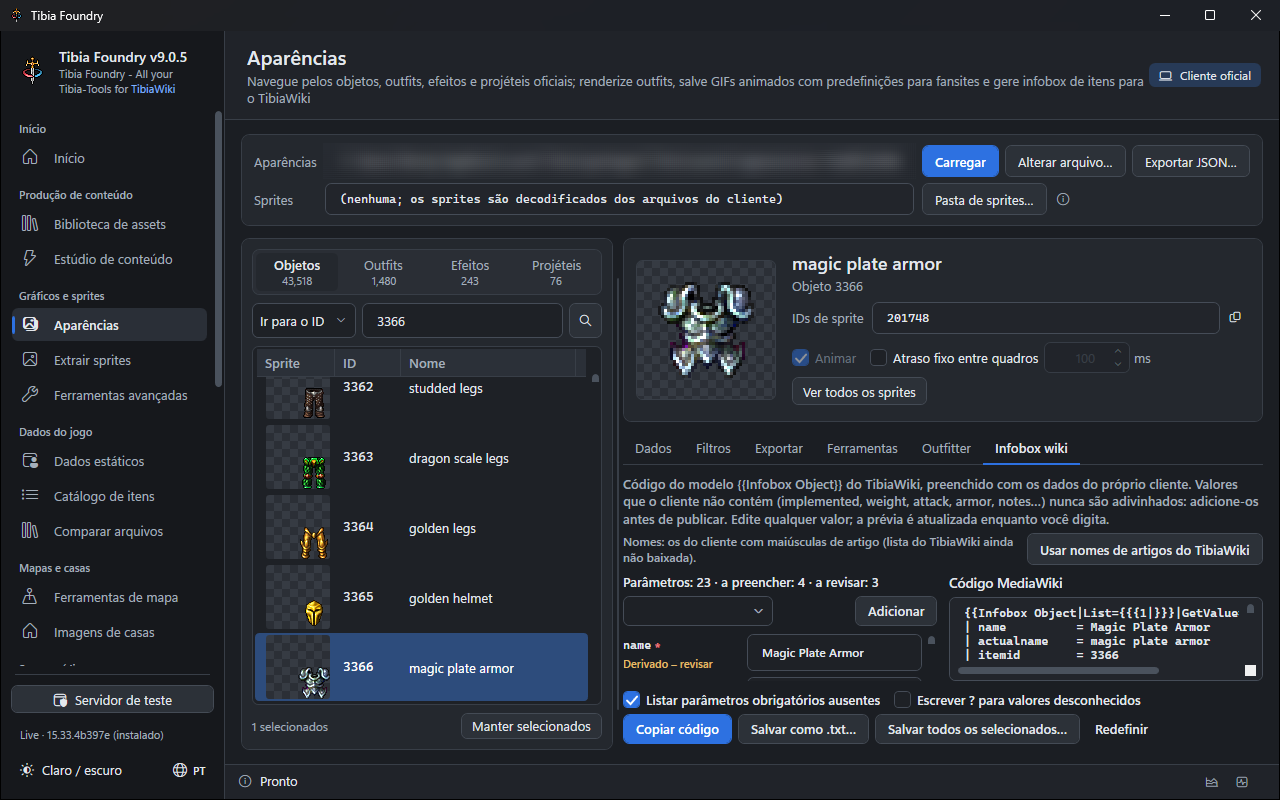 Tibia Foundry
Tibia Foundry v9.0.5
Tibia Foundry - All your
Tibia-Tools for TibiaWiki
Início
Início
Produção de conteúdo
Biblioteca de assets
Estúdio de conteúdo
Gráficos e sprites
Aparências
Extrair sprites
Ferramentas avançadas
Dados do jogo
Dados estáticos
Catálogo de itens
Comparar arquivos
Mapas e casas
Ferramentas de mapa
Imagens de casas
Servidor de teste
Live · 15.33.4b397e (instalado)
Claro / escuro
PT
Aparências
Navegue pelos objetos, outfits, efeitos e projéteis oficiais; renderize outfits, salve GIFs animados com predefinições para fansites e gere infobox de itens para
o TibiaWiki
Cliente oficial
Aparências
Carregar
Alterar arquivo...
Exportar JSON...
Sprites
(nenhuma; os sprites são decodificados dos arquivos do cliente)
Pasta de sprites...
Objetos
43,518
Outfits
1,480
Efeitos
243
Projéteis
76
Ir para o ID
3366
Sprite
ID
Nome
3362
studded legs
3363
dragon scale legs
3364
golden legs
3365
golden helmet
3366
magic plate armor
1 selecionados
Manter selecionados
magic plate armor
Objeto 3366
IDs de sprite
201748
Animar
Atraso fixo entre quadros
100
ms
Ver todos os sprites
Dados
Filtros
Exportar
Ferramentas
Outfitter
Infobox wiki
Código do modelo {{Infobox Object}} do TibiaWiki, preenchido com os dados do próprio cliente. Valores
que o cliente não contém (implemented, weight, attack, armor, notes...) nunca são adivinhados: adicione-os
antes de publicar. Edite qualquer valor; a prévia é atualizada enquanto você digita.
Nomes: os do cliente com maiúsculas de artigo (lista do TibiaWiki ainda
não baixada).
Usar nomes de artigos do TibiaWiki
Parâmetros: 23 · a preencher: 4 · a revisar: 3
Adicionar
name *
Derivado – revisar
Magic Plate Armor
Código MediaWiki
{{Infobox Object|List={{{1|}}}|GetValue
| name = Magic Plate Armor
| actualname = magic plate armor
| itemid = 3366
Listar parâmetros obrigatórios ausentes
Escrever ? para valores desconhecidos
Copiar código
Salvar como .txt...
Salvar todos os selecionados...
Redefinir
Pronto